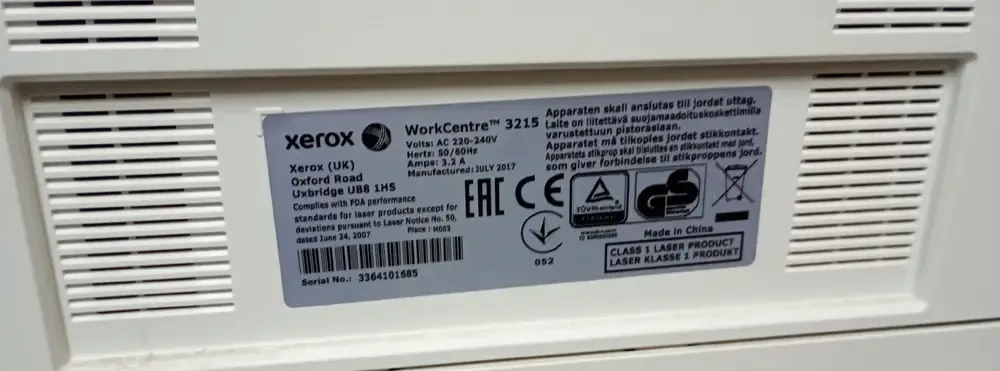 xerox
WorkCentre™ 3215
Volts: AC 220-240V
Hertz: 50/60Hz
Amps: 3.2 A
Manufactured: JULY 2017
Xerox (UK)
Oxford Road
Uxbridge UB8 1HS
Complies with FDA performance
standards for laser products except for
deviations pursuant to Laser Notice No. 50,
dated June 24, 2007
Place : M003
Serial No.: 3364101685
Apparaten skall anslutas till jordat uttag.
Laite on liitettävä suojamaadoituskosketimilla
varustettuun pistoräsiaan.
Apparatet må tilkoples jordet stikkontakt.
Apparatets stikprop skal tilsluttes en stikkontakt med jord,
som giver forbindelse til stikproppens jord.
EAC CE
TÜVRheinland
GS
052
Made in China
CLASS 1 LASER PRODUCT
LASER KLASSE 1 PRODUKT